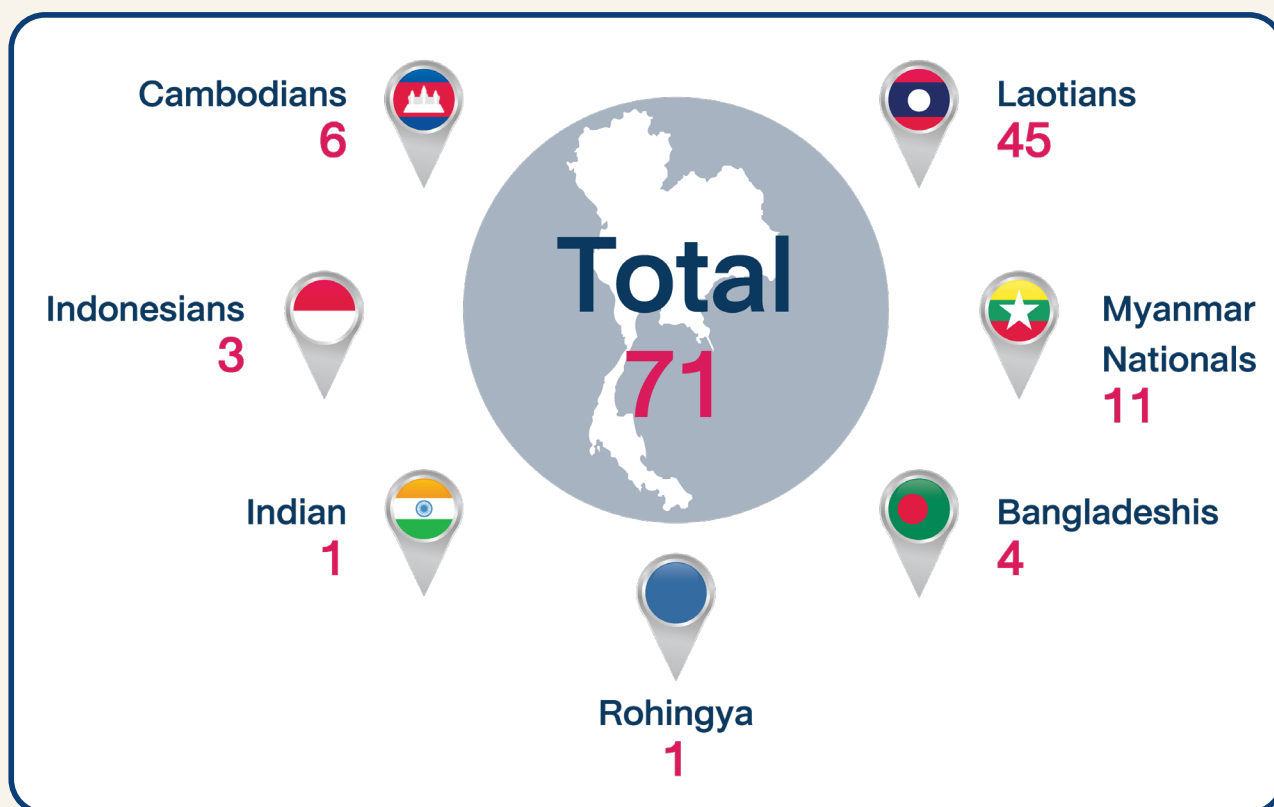 Cambodians
6
Laotians
45
Total
71
Indonesians
3
Myanmar
Nationals
11
Indian
1
Bangladeshis
4
Rohingya
1